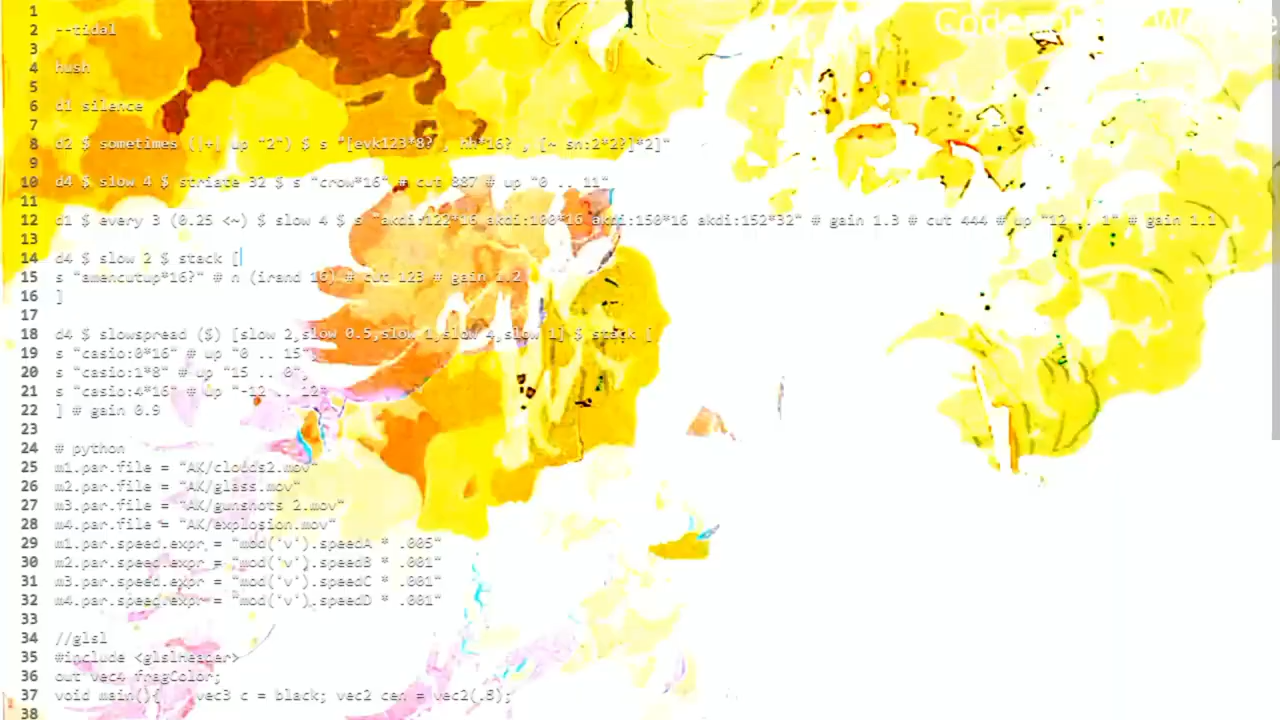 1
2 --tidal
3
4 hush
5
6 d1 silence
7
8 d2 $ sometimes (|+| up "2") $ s "[evk123*8?, hh*16? ,[~ sn:2*2?]*2]"
9
10 d4 $ slow 4 $ striate 32 $ s "crow*16" # cut 887 # up "0 .. 11"
11
12 d1 $ every 3 (0.25 <~) $ slow 4 $ s "akdi:122*16 akdi:100*16 akdi:150*16 akdi:152*32" # gain 1.3 # cut 444 # up "12 .. 1" # gain 1.1
13
14 d4 $ slow 2 $ stack [
15 s "amencutup*16?" # n (irand 16) # cut 123 # gain 1.2
16 ]
17
18 d4 $ slowspread ($) [slow 2,slow 0.5,slow 1,slow 4,slow 1] $ stack [
19 s "casio:0*16" # up "0 .. 15",
20 s "casio:1*8" # up "15 .. 0",
21 s "casio:4*16" # up "-12 .. 12"
22 ] # gain 0.9
23
24 # python
25 m1.par.file = "AK/clouds2.mov"
26 m2.par.file = "AK/glass.mov"
27 m3.par.file = "AK/gunshots 2.mov"
28 m4.par.file = "AK/explosion.mov"
29 m1.par.speed.expr = "mod('v').speedA * .005"
30 m2.par.speed.expr = "mod('v').speedB * .001"
31 m3.par.speed.expr = "mod('v').speedC * .001"
32 m4.par.speed.expr = "mod('v').speedD * .001"
33
34 //glsl
35 #include <glslHeader>
36 out vec4 fragColor;
37 void main(){ vec3 c = black; vec2 cen = vec2(.8);
38